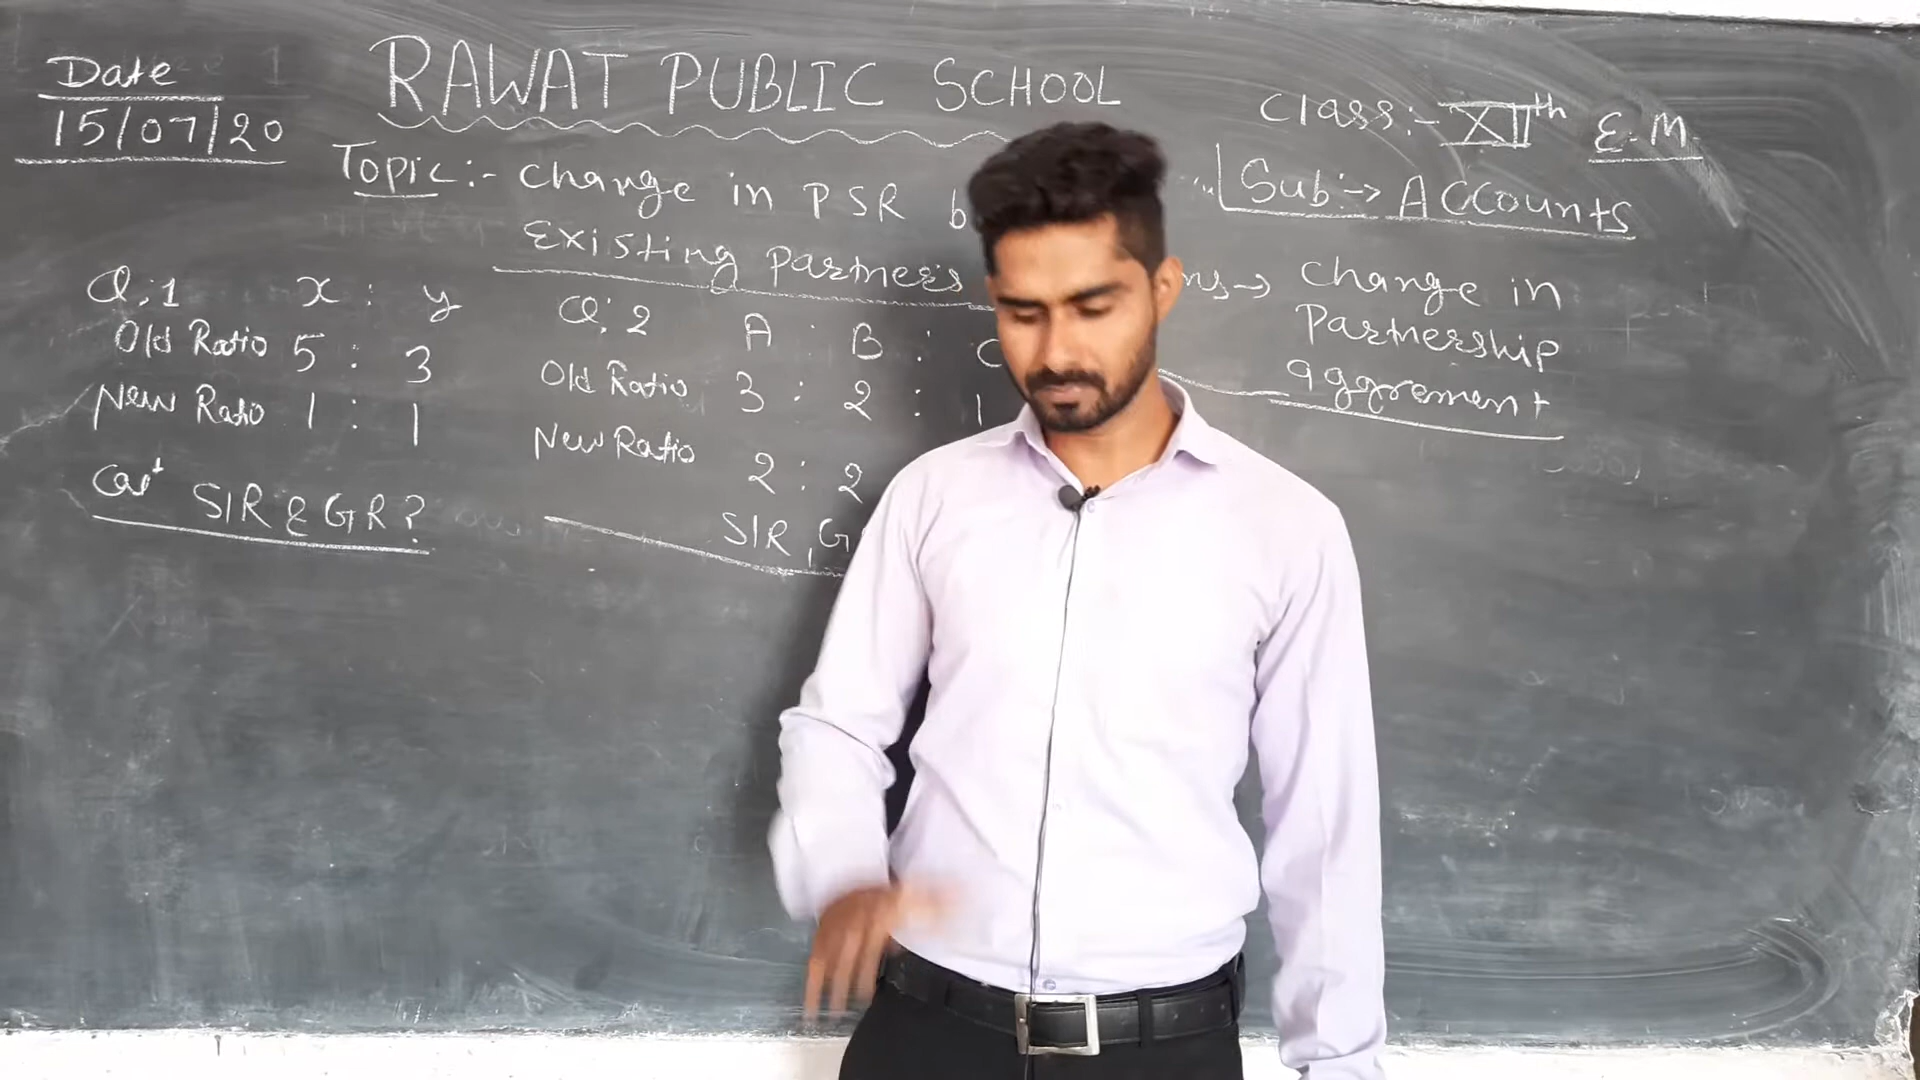 Date
15/07/20
RAWAT PUBLIC SCHOOL
Class:- XIIth E.M.
Sub:-> Accounts
Topic:- Change in PSR
Existing Partners
Change in
Partnership
aggrement
Q.1 x : y
Old Ratio 5 : 3
New Ratio 1 : 1
SIR & GR?
Q.2 A : B : C
Old Ratio 3 : 2 : 1
New Ratio 2 : 2
SIR, G